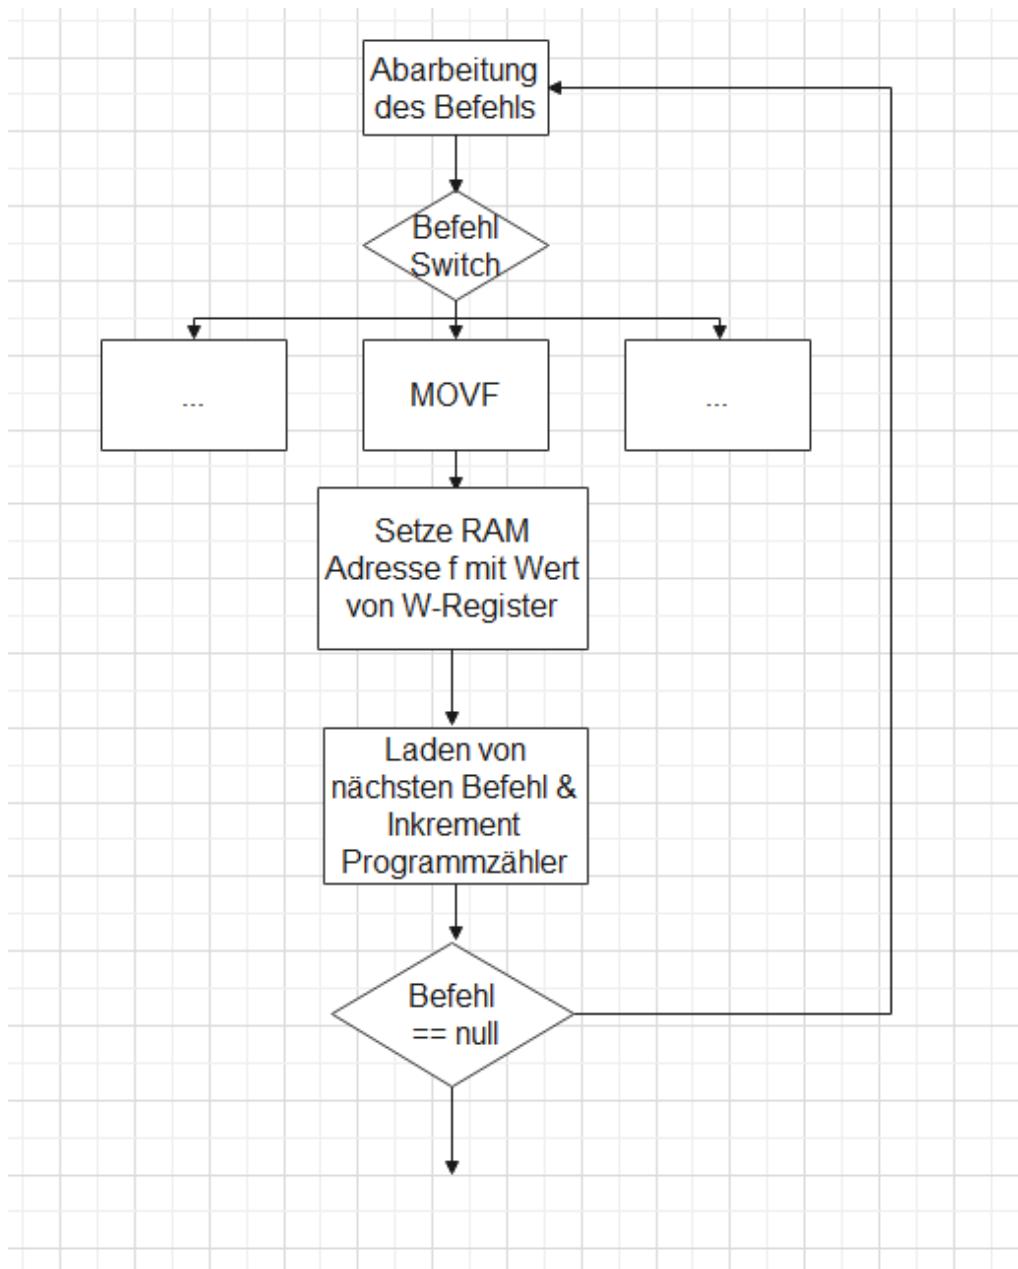 Abarbeitung
des Befehls
Befehl
Switch
...
MOVF
...
Setze RAM
Adresse f mit Wert
von W-Register
Laden von
nächsten Befehl &
Inkrement
Programmzähler
Befehl
== null